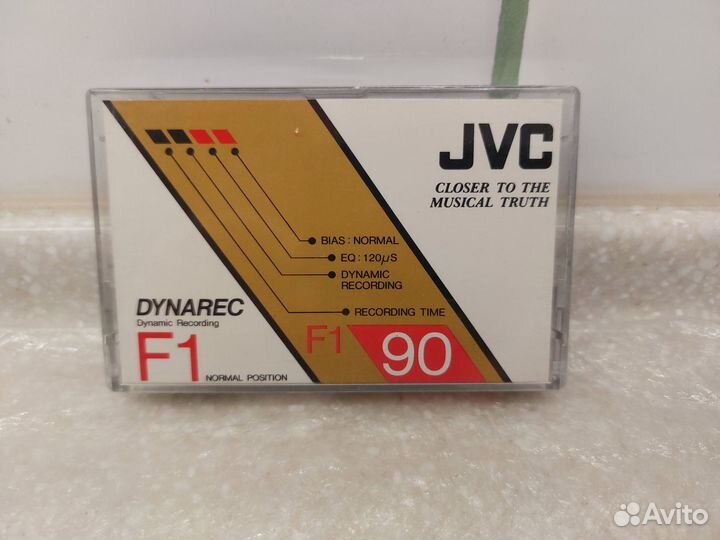 JVC
CLOSER TO THE
MUSICAL TRUTH
BIAS : NORMAL
EQ : 120µS
DYNAMIC
RECORDING
RECORDING TIME
DYNAREC
Dynamic Recording
F1
NORMAL POSITION
F1
90
Avito